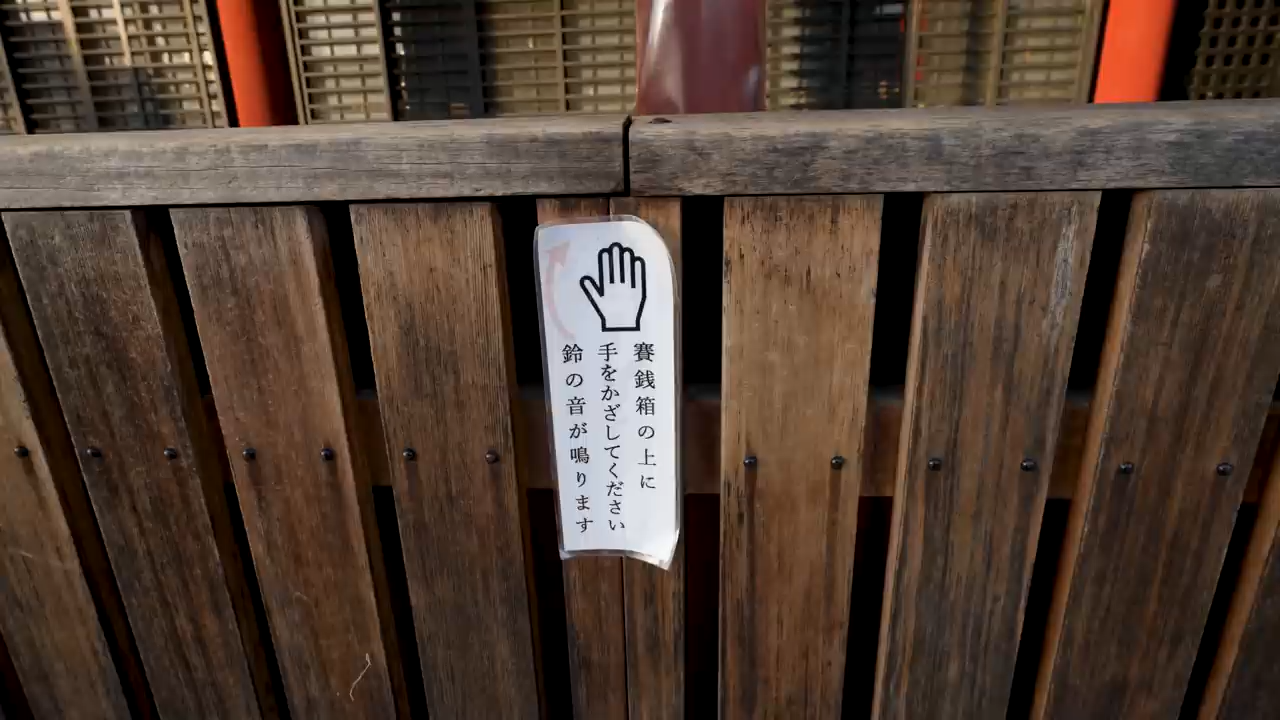 賽銭箱の上に
手をかざしてください
鈴の音が鳴ります